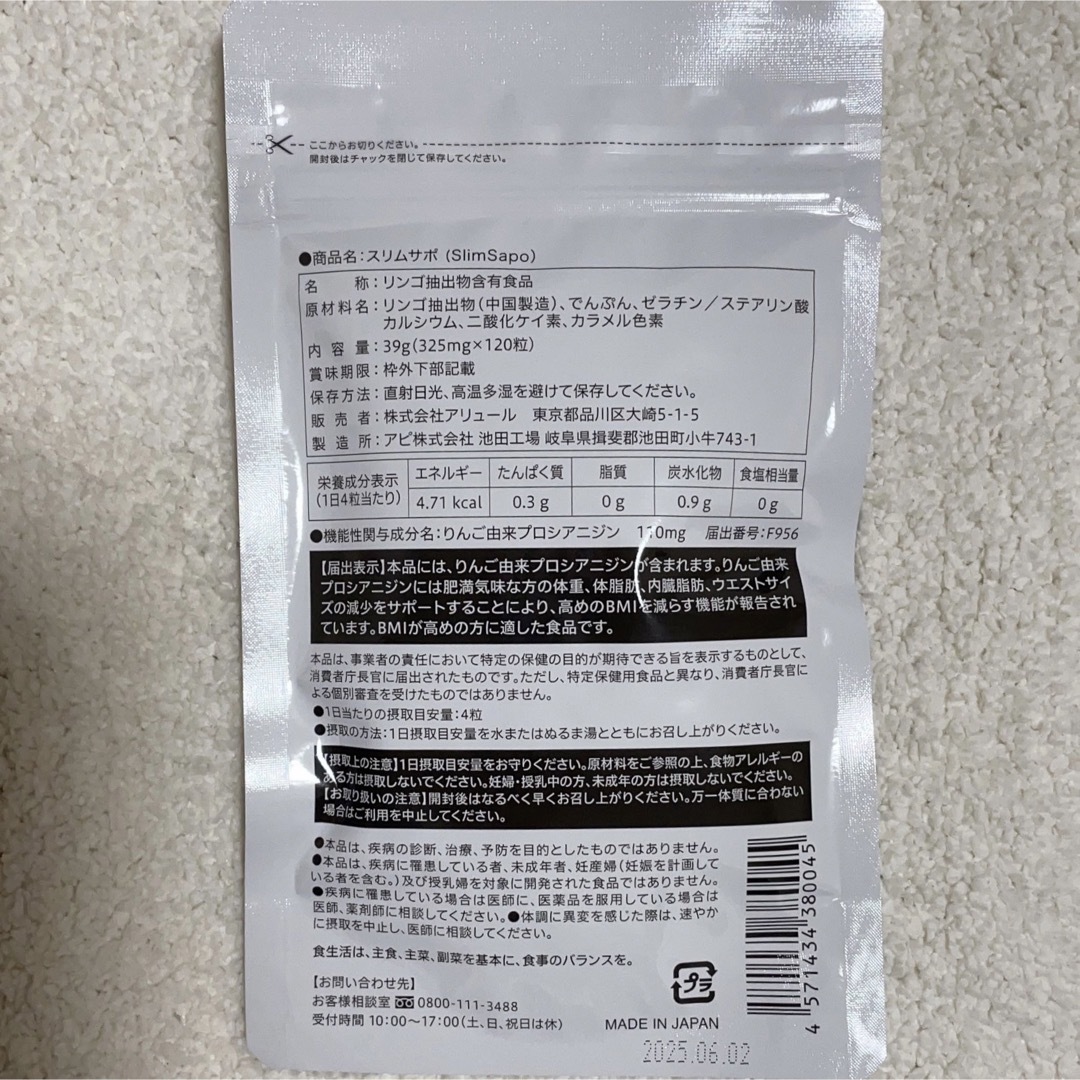 ここからお切りください。
開封後はチャックを閉じて保存してください。
●商品名：スリムサポ（SlimSapo）
名　　称：リンゴ抽出物含有食品
原材料名：リンゴ抽出物（中国製造）、でんぷん、ゼラチン／ステアリン酸
カルシウム、二酸化ケイ素、カラメル色素
内 容 量：39g（325mg×120粒）
賞味期限：枠外下部記載
保存方法：直射日光、高温多湿を避けて保存してください。
販 売 者：株式会社アリュール　東京都品川区大崎5-1-5
製 造 所：アピ株式会社 池田工場 岐阜県揖斐郡池田町小牛743-1
栄養成分表示 エネルギー たんぱく質 脂質 炭水化物 食塩相当量
（1日4粒当たり） 4.71 kcal 0.3 g 0 g 0.9 g 0 g
●機能性関与成分名：りんご由来プロシアニジン　110mg　届出番号：F956
【届出表示】本品には、りんご由来プロシアニジンが含まれます。りんご由来
プロシアニジンには肥満気味な方の体重、体脂肪、内臓脂肪、ウエストサイ
ズの減少をサポートすることにより、高めのBMIを減らす機能が報告され
ています。BMIが高めの方に適した食品です。
本品は、事業者の責任において特定の保健の目的が期待できる旨を表示するものとして、
消費者庁長官に届出されたものです。ただし、特定保健用食品と異なり、消費者庁長官に
よる個別審査を受けたものではありません。
●1日当たりの摂取目安量：4粒
●摂取の方法：1日摂取目安量を水またはぬるま湯とともにお召し上がりください。
【摂取上の注意】1日摂取目安量をお守りください。原材料をご参照の上、食物アレルギーの
ある方は摂取しないでください。妊婦・授乳中の方、未成年の方は摂取しないでください。
【お取り扱いの注意】開封後はなるべく早くお召し上がりください。万一体質に合わない
場合はご利用を中止してください。
●本品は、疾病の診断、治療、予防を目的としたものではありません。
●本品は、疾病に罹患している者、未成年者、妊産婦（妊娠を計画して
いる者を含む。）及び授乳婦を対象に開発された食品ではありません。
●疾病に罹患している場合は医師に、医薬品を服用している場合は
医師、薬剤師に相談してください。●体調に異変を感じた際は、速やか
に摂取を中止し、医師に相談してください。
食生活は、主食、主菜、副菜を基本に、食事のバランスを。
【お問い合わせ先】
お客様相談室 0800-111-3488
受付時間 10:00〜17:00（土、日、祝日は休）
プラ
MADE IN JAPAN
2025.06.02
4 571434 380045